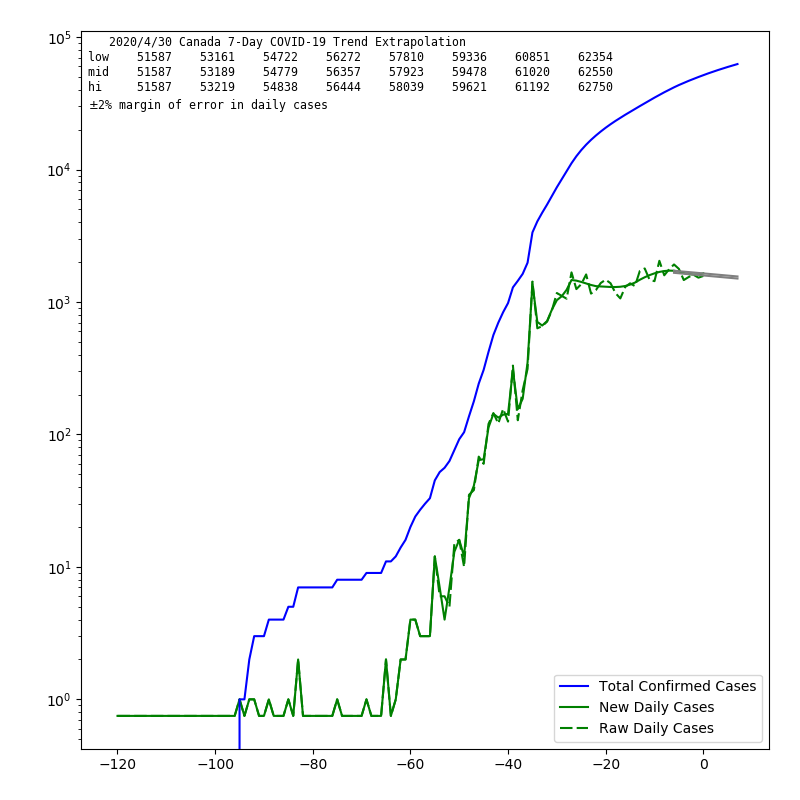 2020/4/30 Canada 7-Day COVID-19 Trend Extrapolation
low 51587 53161 54722 56272 57810 59336 60851 62354
mid 51587 53189 54779 56357 57923 59478 61020 62550
hi 51587 53219 54838 56444 58039 59621 61192 62750
±2% margin of error in daily cases
10⁵
10⁴
10³
10²
10¹
10⁰
Total Confirmed Cases
New Daily Cases
Raw Daily Cases
−120 −100 −80 −60 −40 −20 0